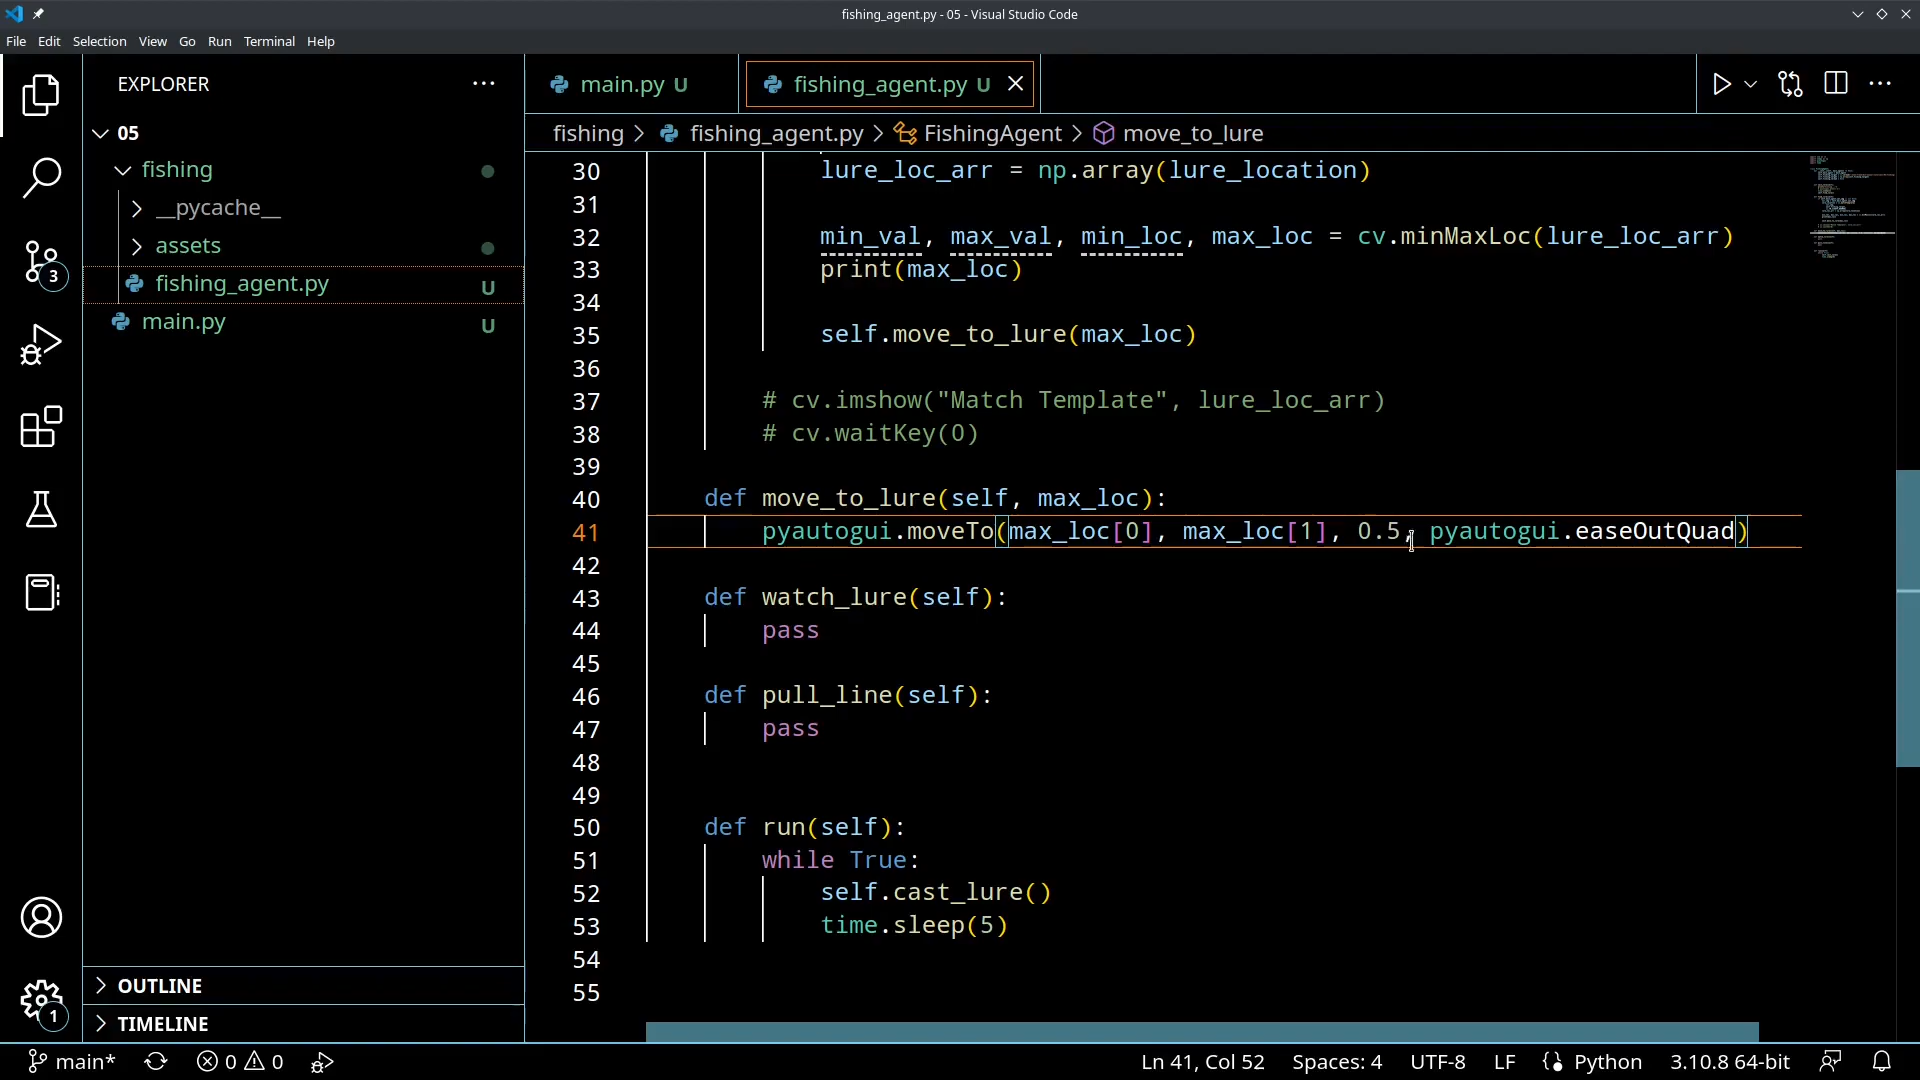 fishing_agent.py - 05 - Visual Studio Code
File Edit Selection View Go Run Terminal Help
EXPLORER
05
fishing
__pycache__
assets
fishing_agent.py U
main.py U
OUTLINE
TIMELINE
3
1
main.py U
fishing_agent.py U
fishing > fishing_agent.py > FishingAgent > move_to_lure
30 lure_loc_arr = np.array(lure_location)
31
32 min_val, max_val, min_loc, max_loc = cv.minMaxLoc(lure_loc_arr)
33 print(max_loc)
34
35 self.move_to_lure(max_loc)
36
37 # cv.imshow("Match Template", lure_loc_arr)
38 # cv.waitKey(0)
39
40 def move_to_lure(self, max_loc):
41 pyautogui.moveTo(max_loc[0], max_loc[1], 0.5, pyautogui.easeOutQuad)
42
43 def watch_lure(self):
44 pass
45
46 def pull_line(self):
47 pass
48
49
50 def run(self):
51 while True:
52 self.cast_lure()
53 time.sleep(5)
54
55
main* 0 0 Ln 41, Col 52 Spaces: 4 UTF-8 LF Python 3.10.8 64-bit